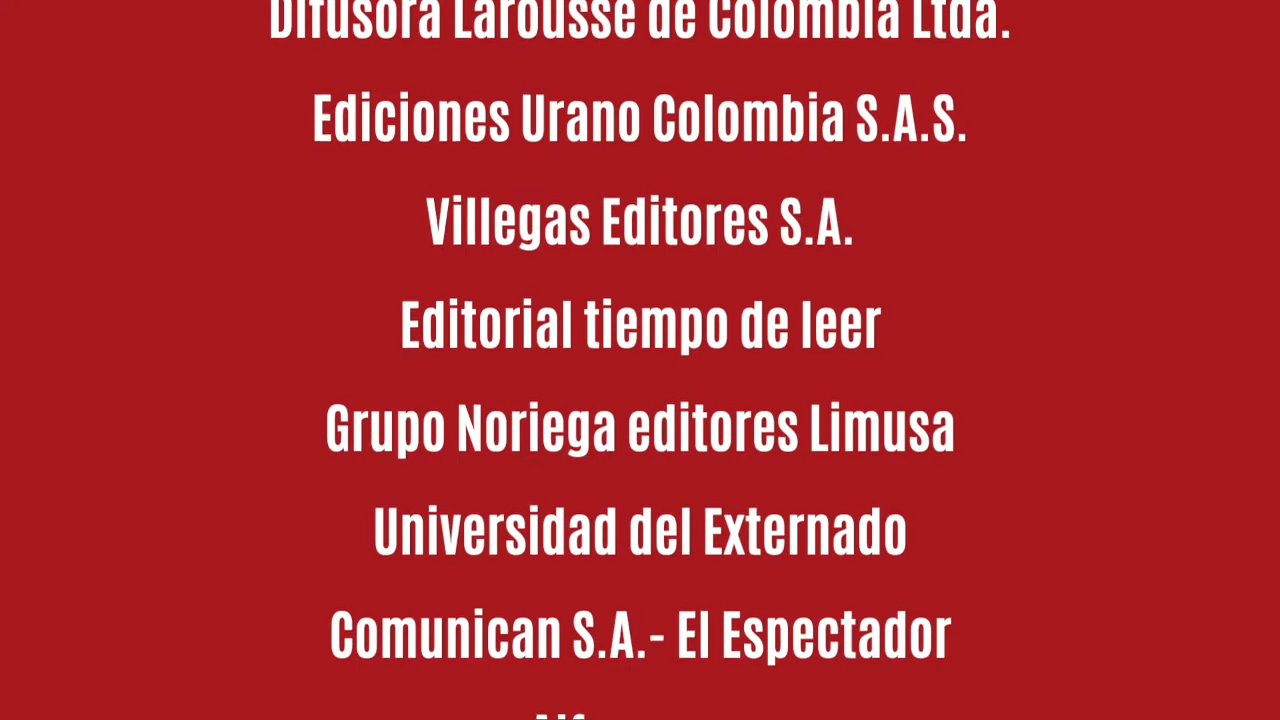 Difusora Larousse de Colombia Ltda.
Ediciones Urano Colombia S.A.S.
Villegas Editores S.A.
Editorial tiempo de leer
Grupo Noriega editores Limusa
Universidad del Externado
Comunican S.A.- El Espectador